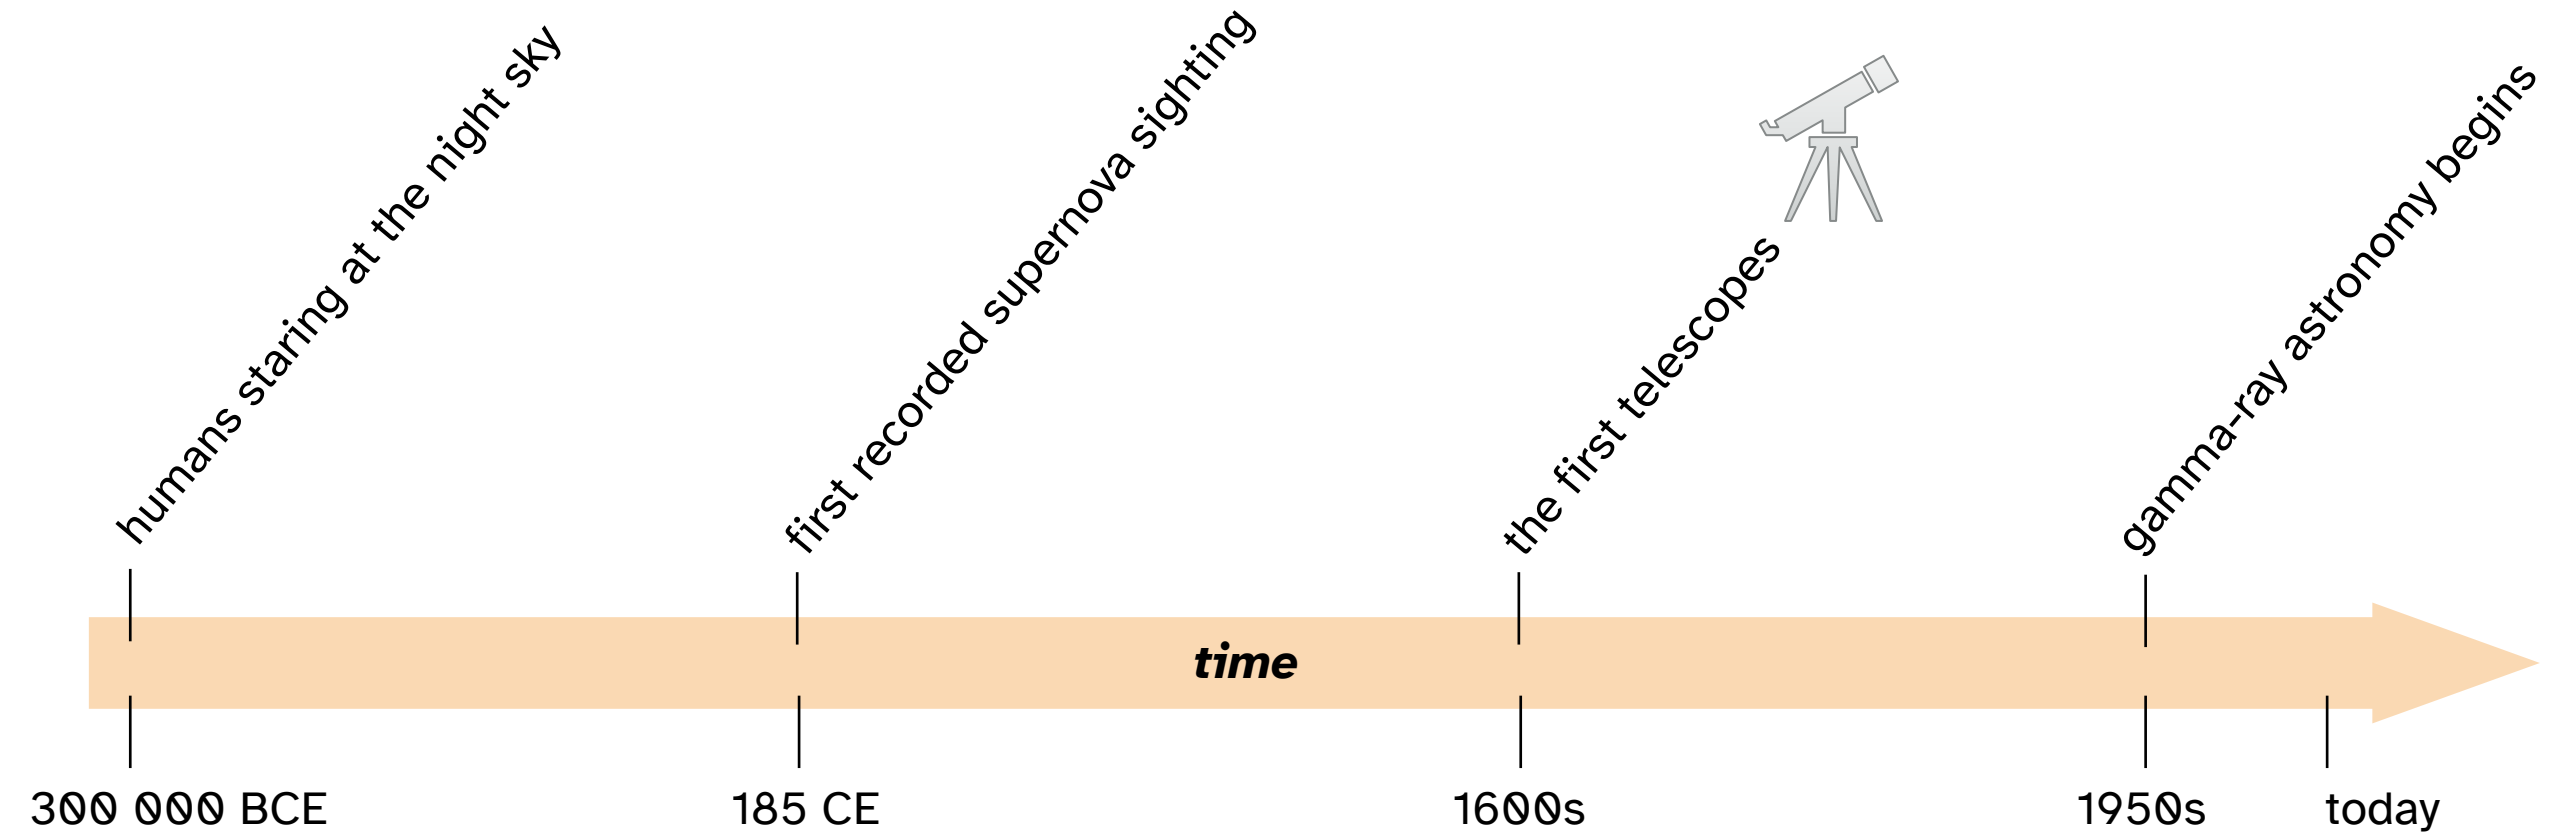 humans staring at the night sky
first recorded supernova sighting
the first telescopes
gamma-ray astronomy begins
time
300 000 BCE
185 CE
1600s
1950s
today